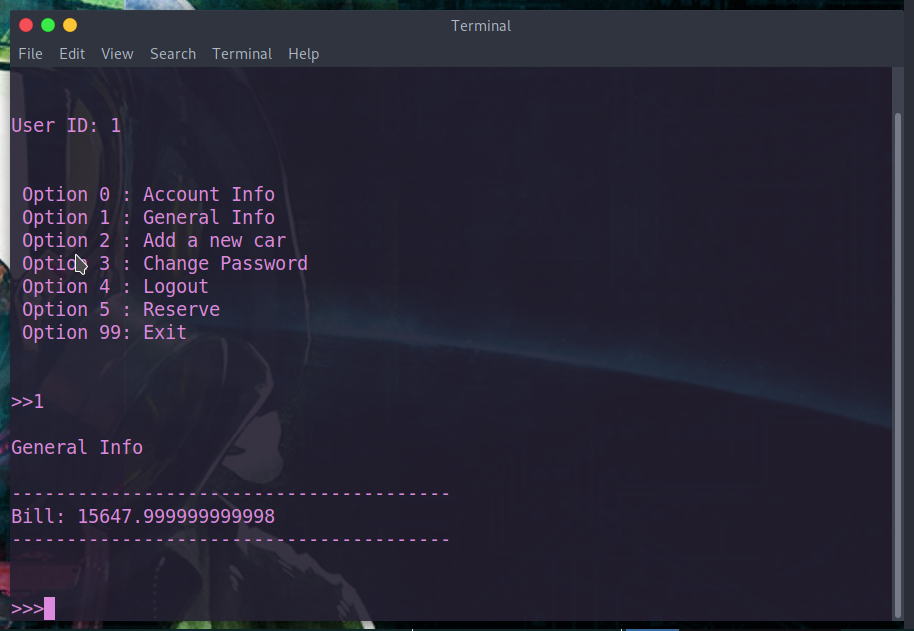 Terminal
File Edit View Search Terminal Help
User ID: 1
Option 0 : Account Info
Option 1 : General Info
Option 2 : Add a new car
Option 3 : Change Password
Option 4 : Logout
Option 5 : Reserve
Option 99: Exit
>>1
General Info
----------------------------------------
Bill: 15647.999999999998
----------------------------------------
>>>